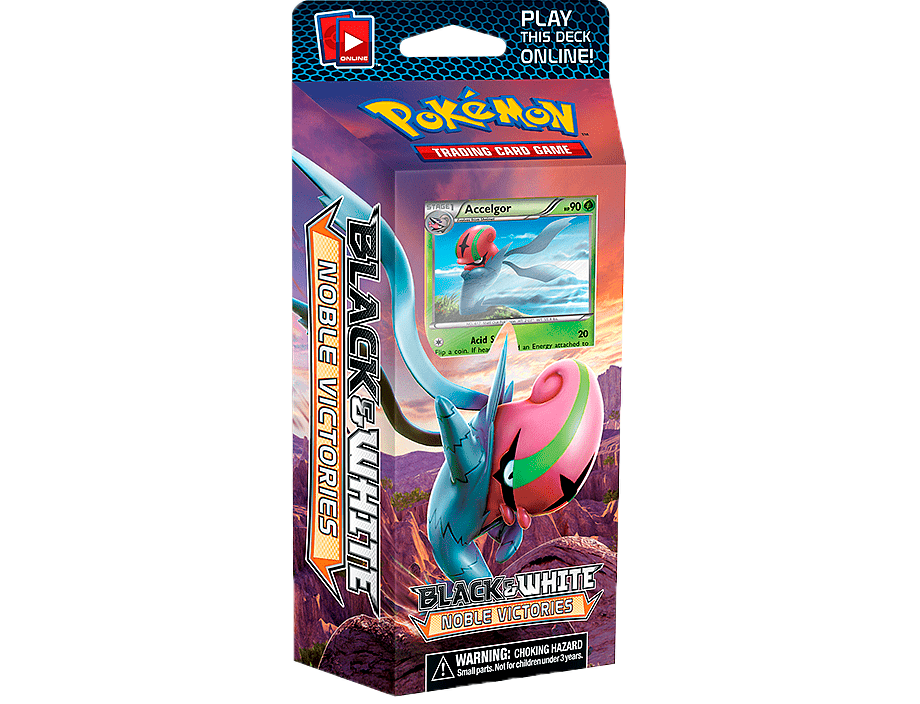 PLAY
THIS DECK
ONLINE!
ONLINE
POKéMON
TRADING CARD GAME
STAGE1
Accelgor
HP90
Acid S
20
Flip a coin. If hea
d an Energy attached to
BLACK&WHITE
NOBLE VICTORIES
BLACK&WHITE
NOBLE VICTORIES
WARNING: CHOKING HAZARD
Small parts. Not for children under 3 years.